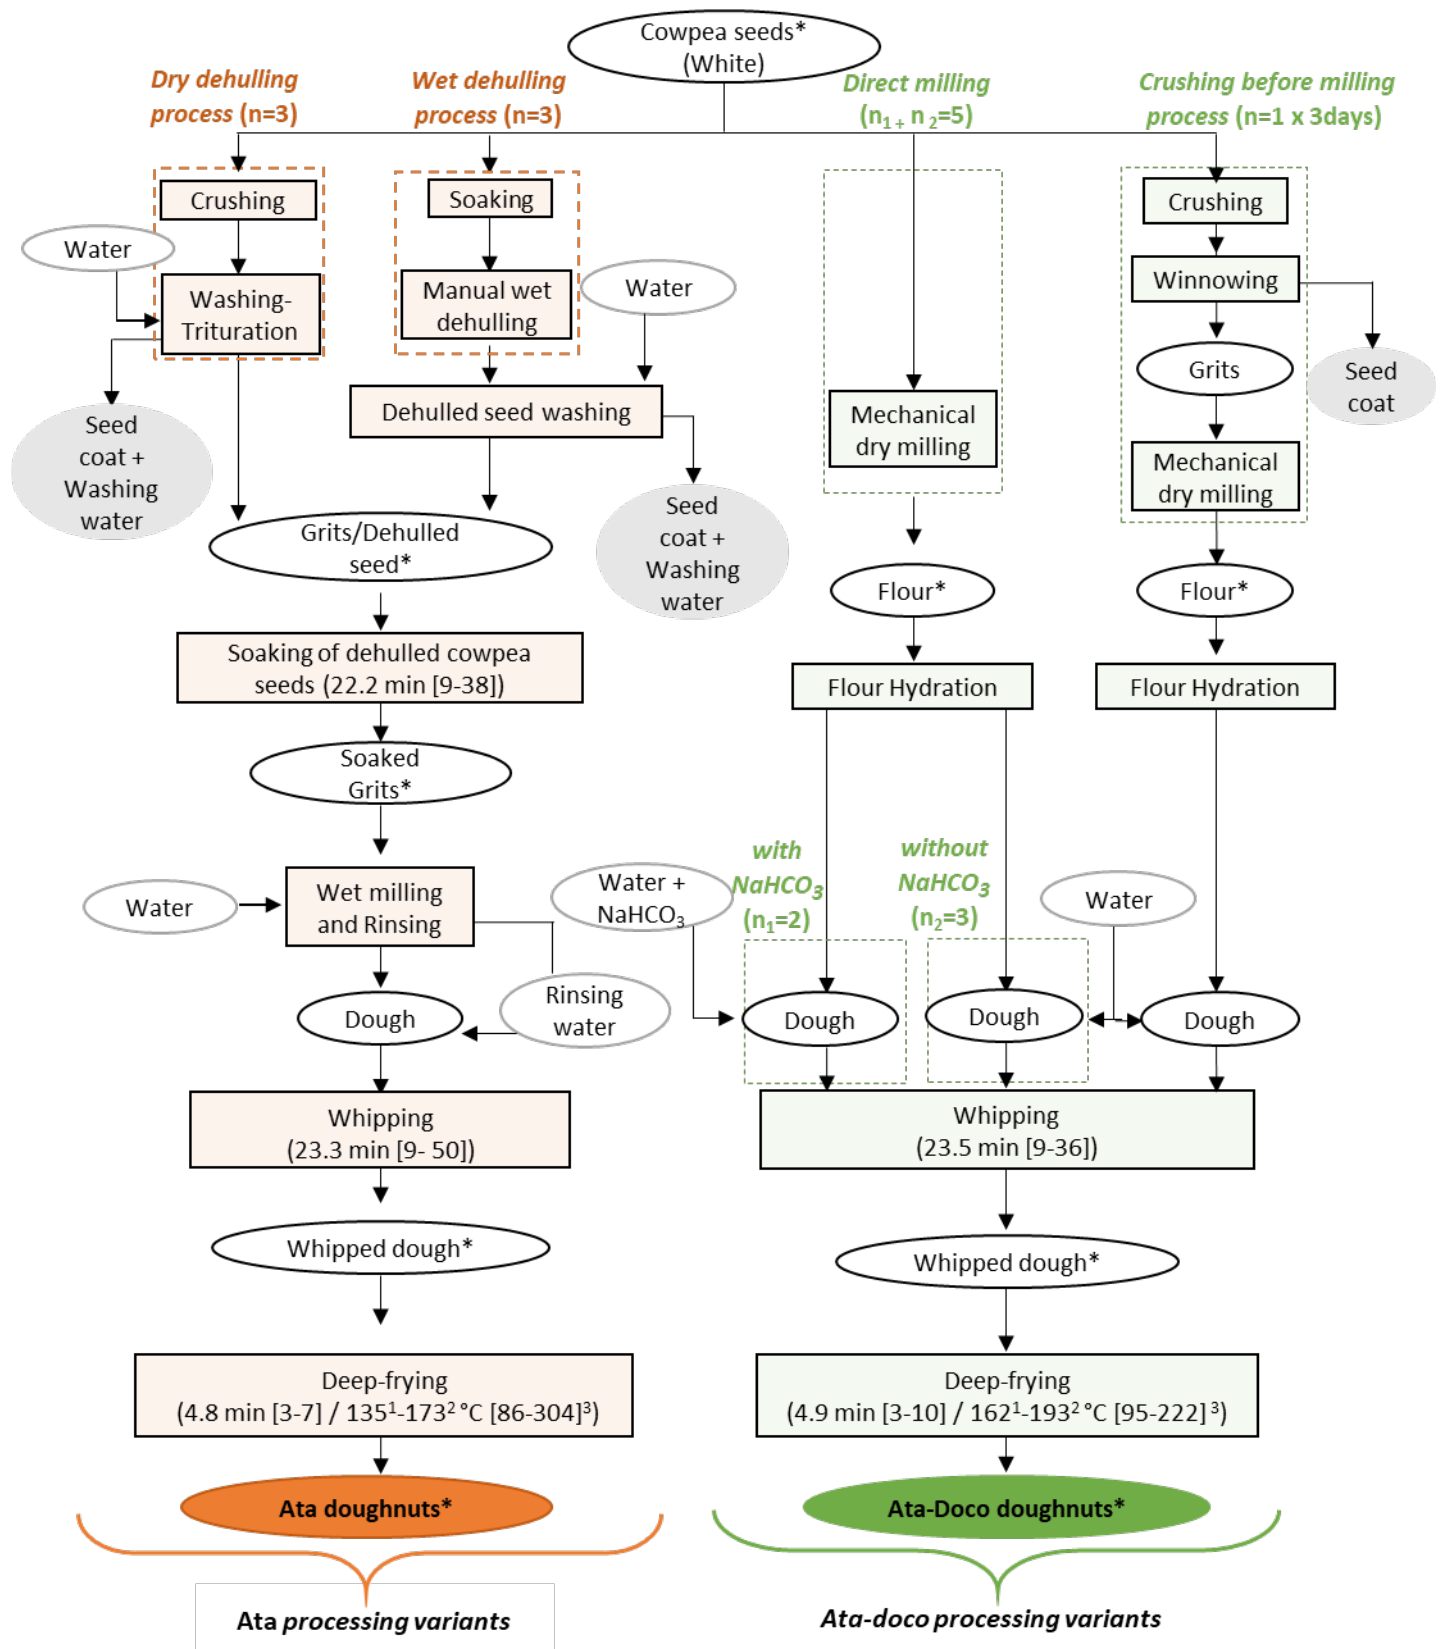 Cowpea seeds*
(White)
Dry dehulling
process (n=3)
Wet dehulling
process (n=3)
Direct milling
(n₁ + n ₂=5)
Crushing before milling
process (n=1 x 3days)
Crushing
Water
Washing-
Trituration
Seed
coat +
Washing
water
Soaking
Manual wet
dehulling
Water
Dehulled seed washing
Seed
coat +
Washing
water
Grits/Dehulled
seed*
Soaking of dehulled cowpea
seeds (22.2 min [9-38])
Soaked
Grits*
Water
Wet milling
and Rinsing
Rinsing
water
Dough
Whipping
(23.3 min [9- 50])
Whipped dough*
Deep-frying
(4.8 min [3-7] / 135¹-173² °C [86-304]³)
Ata doughnuts*
Ata processing variants
Mechanical
dry milling
Flour*
Flour Hydration
Crushing
Winnowing
Grits
Seed
coat
Mechanical
dry milling
Flour*
Flour Hydration
with
NaHCO₃
(n₁=2)
without
NaHCO₃
(n₂=3)
Water +
NaHCO₃
Water
Dough
Dough
Dough
Whipping
(23.5 min [9-36])
Whipped dough*
Deep-frying
(4.9 min [3-10] / 162¹-193² °C [95-222] ³)
Ata-Doco doughnuts*
Ata-doco processing variants